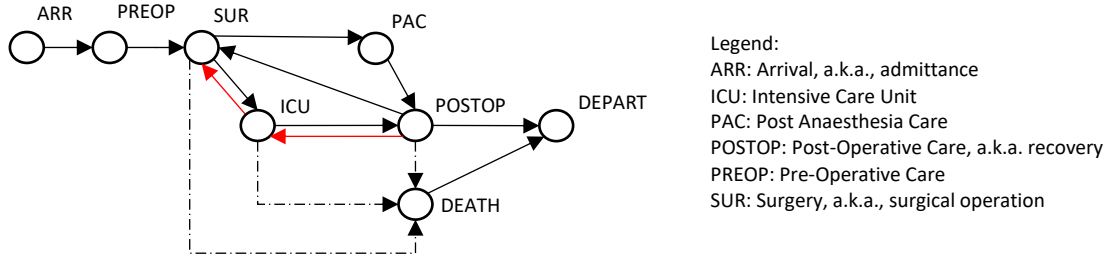 ARR
PREOP
SUR
PAC
ICU
POSTOP
DEPART
DEATH
Legend:
ARR: Arrival, a.k.a., admittance
ICU: Intensive Care Unit
PAC: Post Anaesthesia Care
POSTOP: Post-Operative Care, a.k.a. recovery
PREOP: Pre-Operative Care
SUR: Surgery, a.k.a., surgical operation